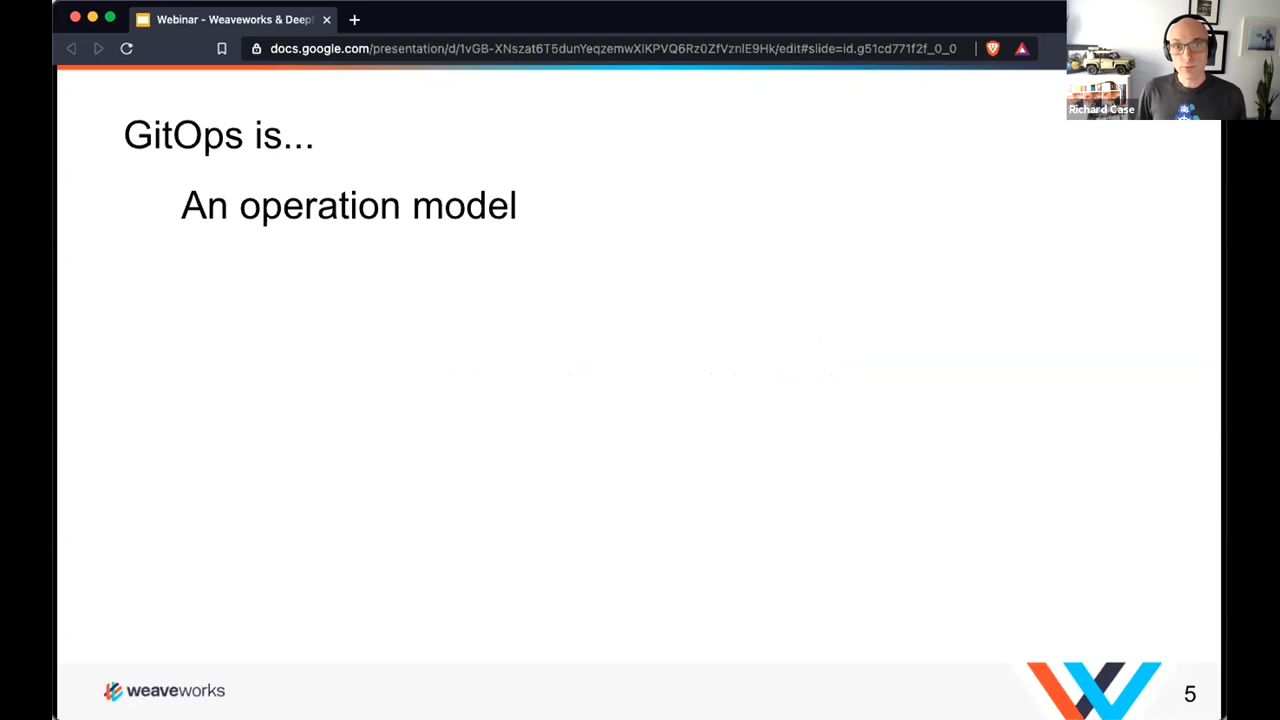 Webinar - Weaveworks & Deepf
docs.google.com/presentation/d/1vGB-XNszat6T5dunYeqzemwXlKPVQ6Rz0ZfVznlE9Hk/edit#slide=id.g51cd771f2f_0_0
Richard Case
GitOps is...
An operation model
weaveworks
5